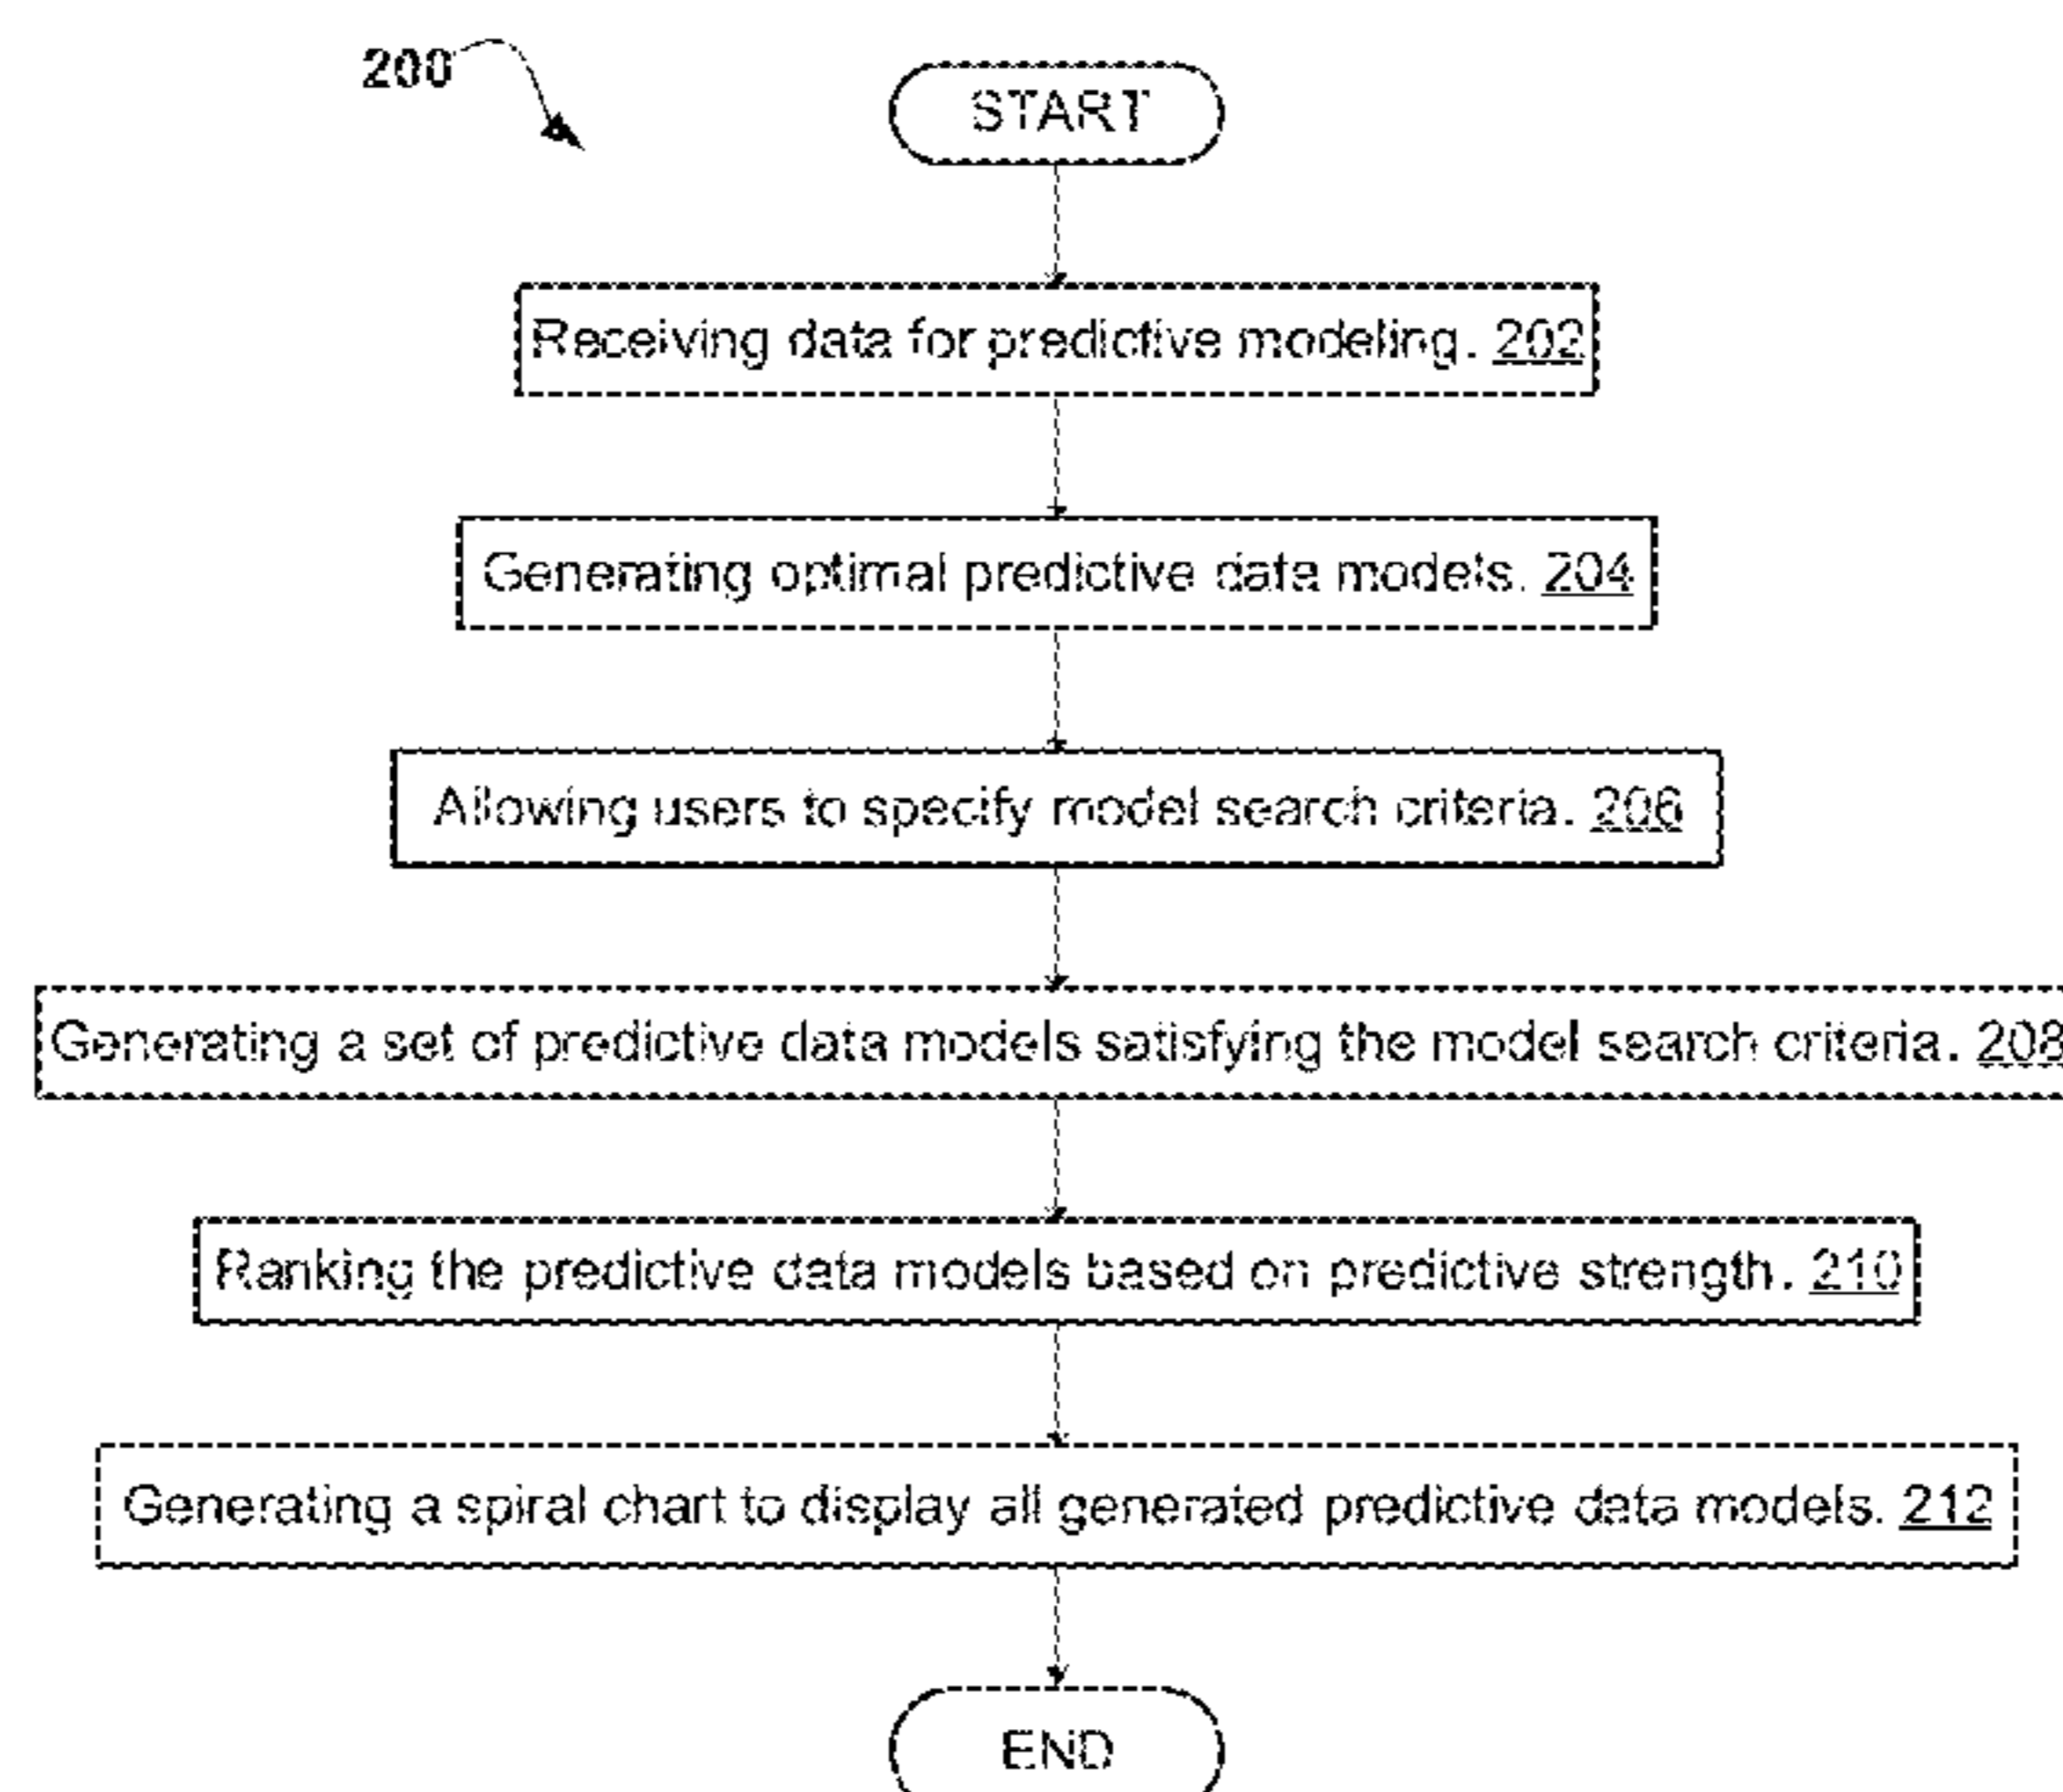 200
START
Receiving data for predictive modeling. 202
Generating optimal predictive data models. 204
Allowing users to specify model search criteria. 206
Generating a set of predictive data models satisfying the model search criteria. 208
Ranking the predictive data models based on predictive strength. 210
Generating a spiral chart to display all generated predictive data models. 212
END